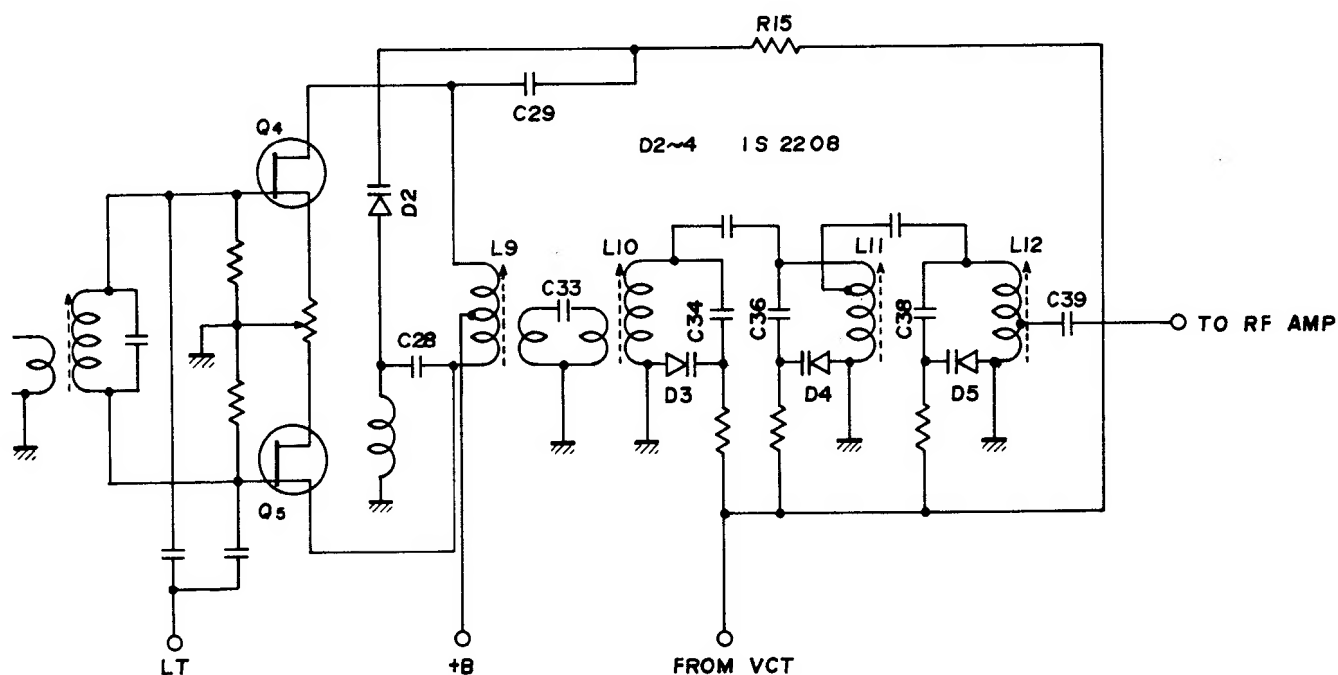 R15
C29
Q4
D2~4 1S 2208
D2
L9
L10
L11
L12
C33
C34
C36
C38
C39
C28
TO RF AMP
D3
D4
D5
Q5
LT
+B
FROM VCT